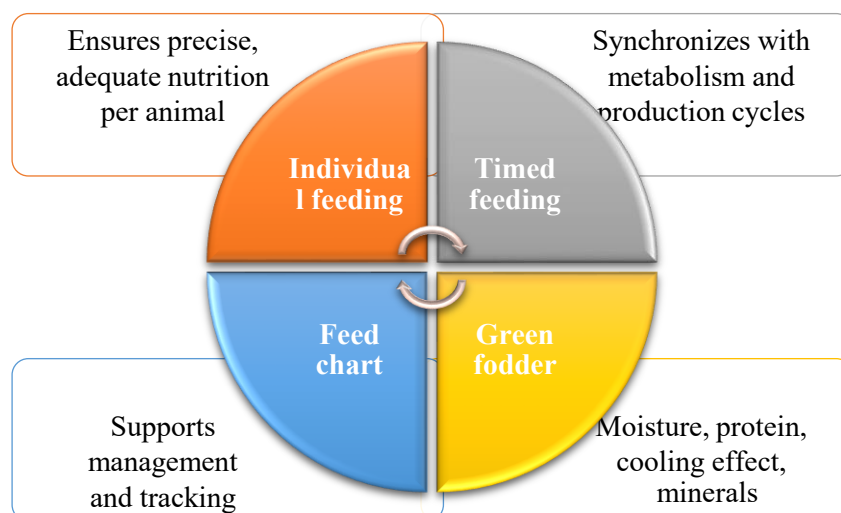 Ensures precise,
adequate nutrition
per animal
Synchronizes with
metabolism and
production cycles
Individua
l feeding
Timed
feeding
Feed
chart
Green
fodder
Supports
management
and tracking
Moisture, protein,
cooling effect,
minerals